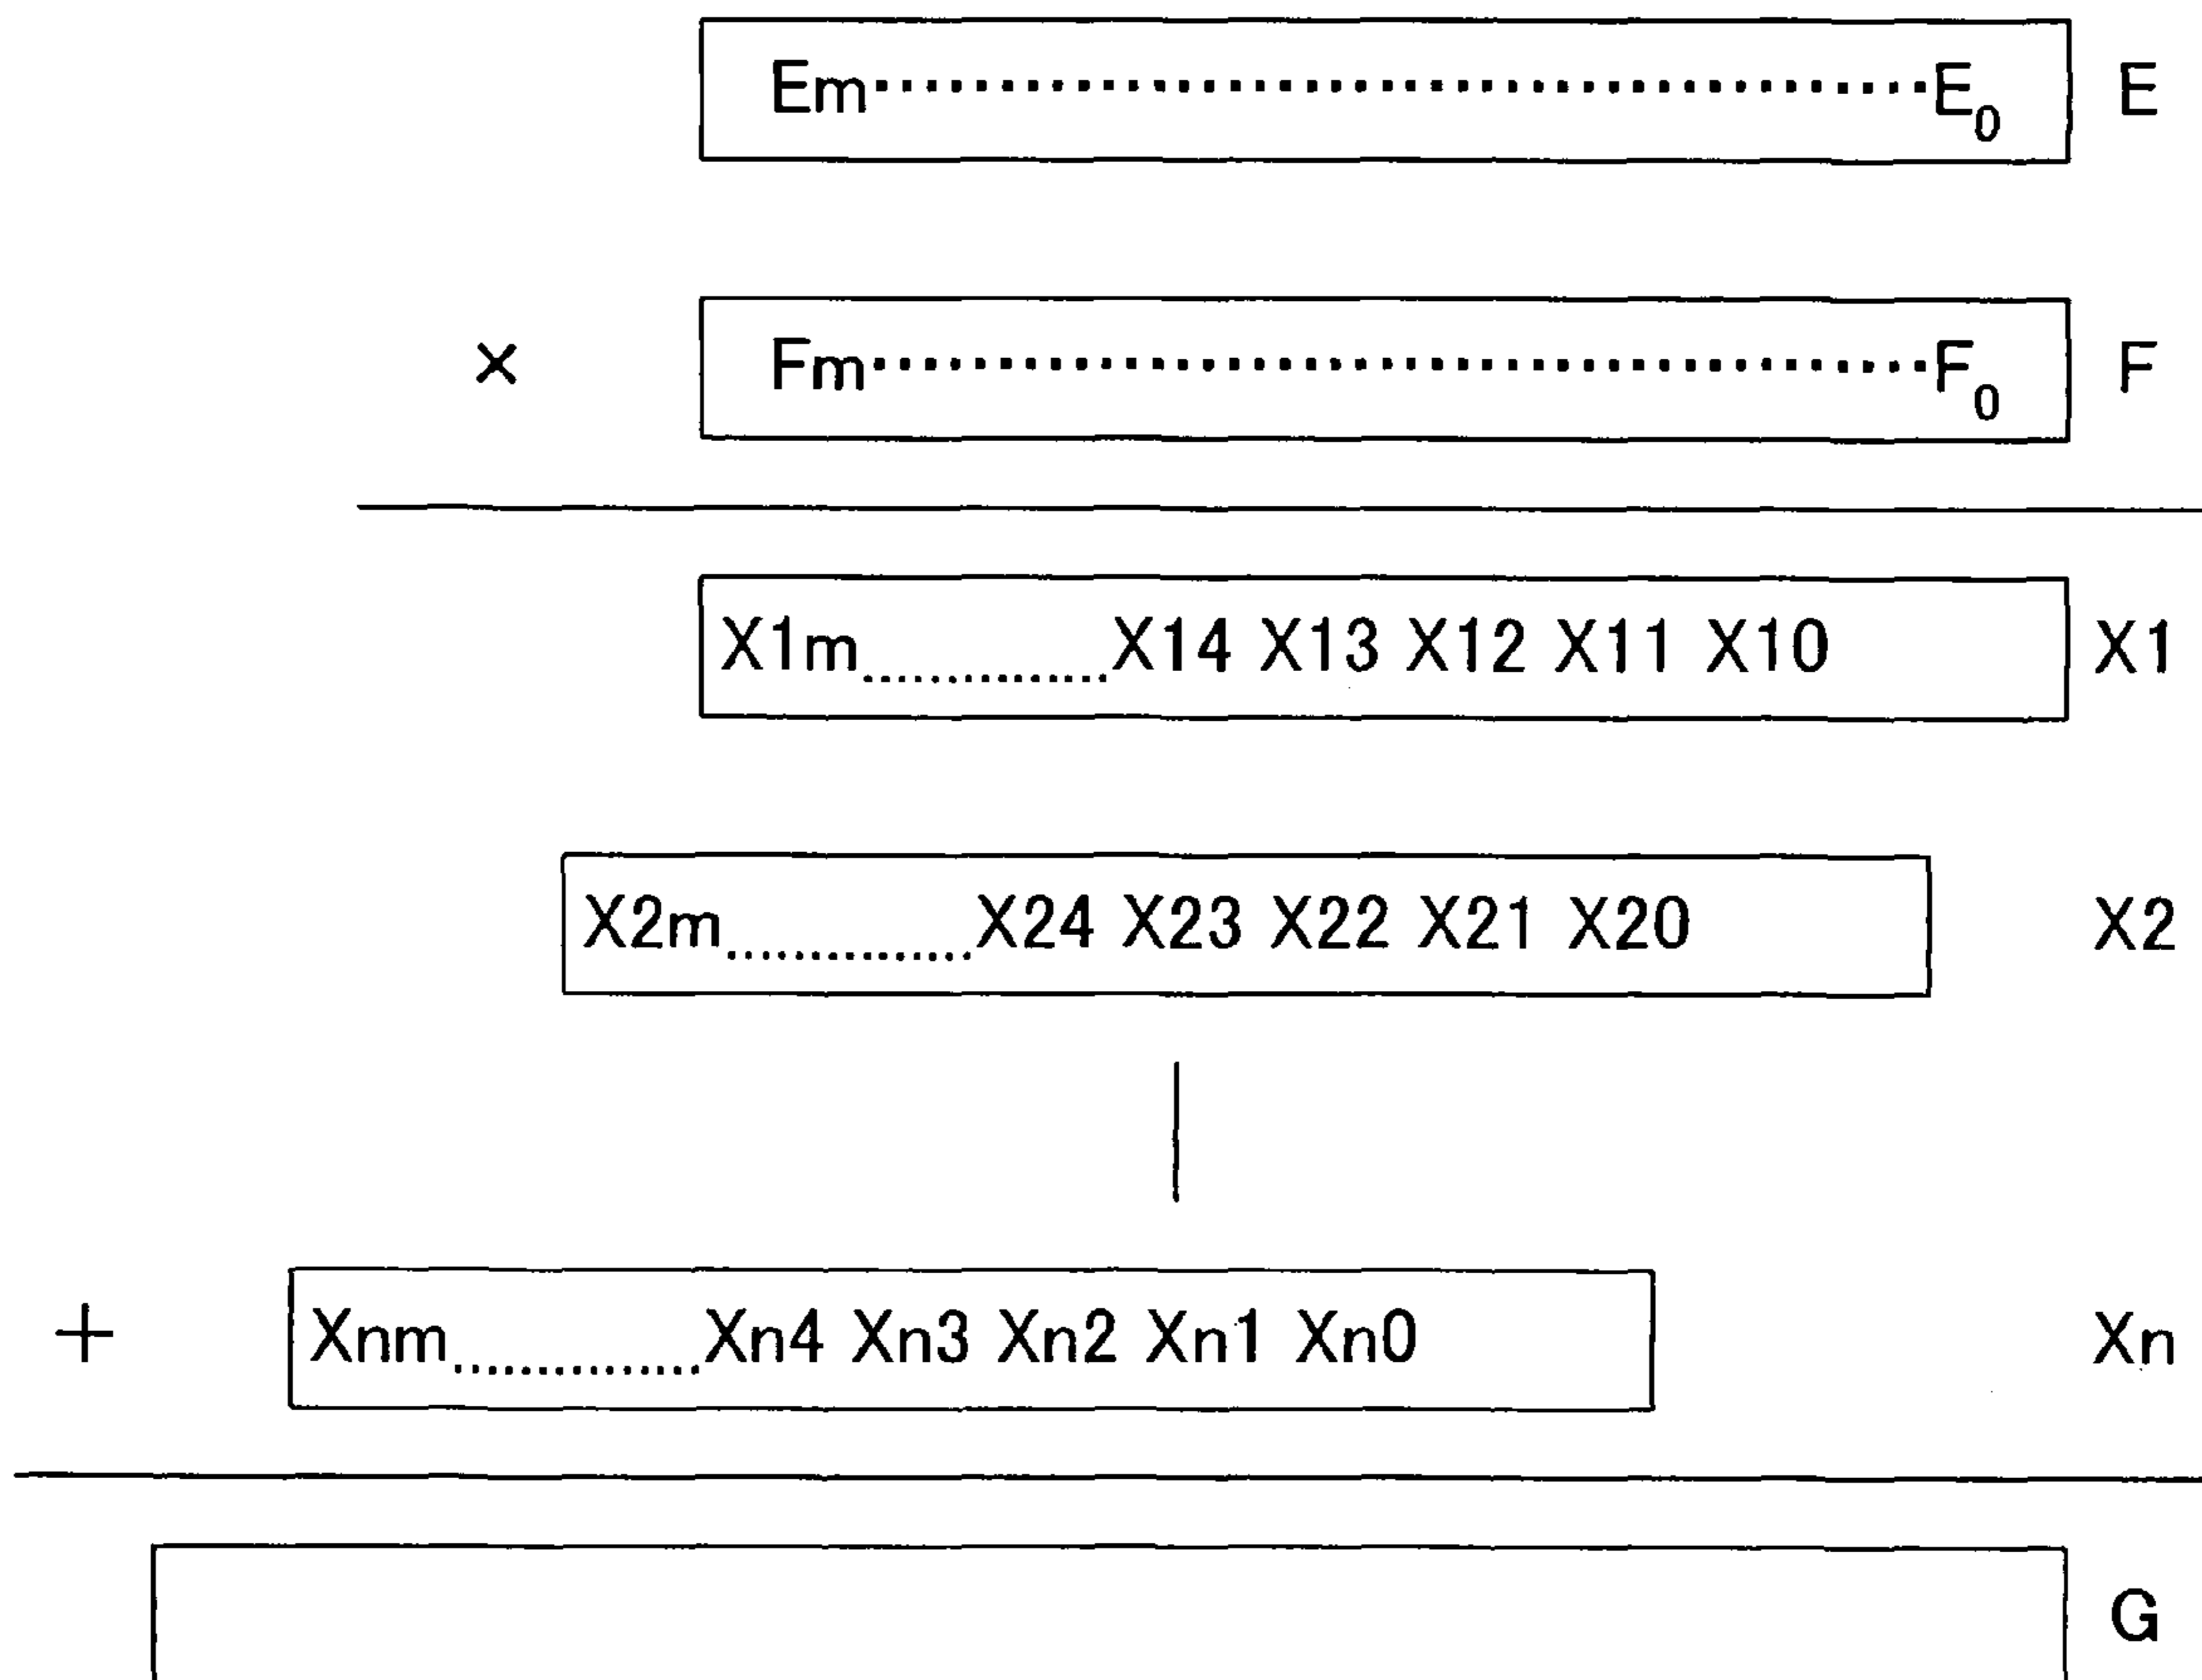 Em··········E₀ E
× Fm··········F₀ F
X1m..........X14 X13 X12 X11 X10 X1
X2m..........X24 X23 X22 X21 X20 X2
+ Xnm..........Xn4 Xn3 Xn2 Xn1 Xn0 Xn
G